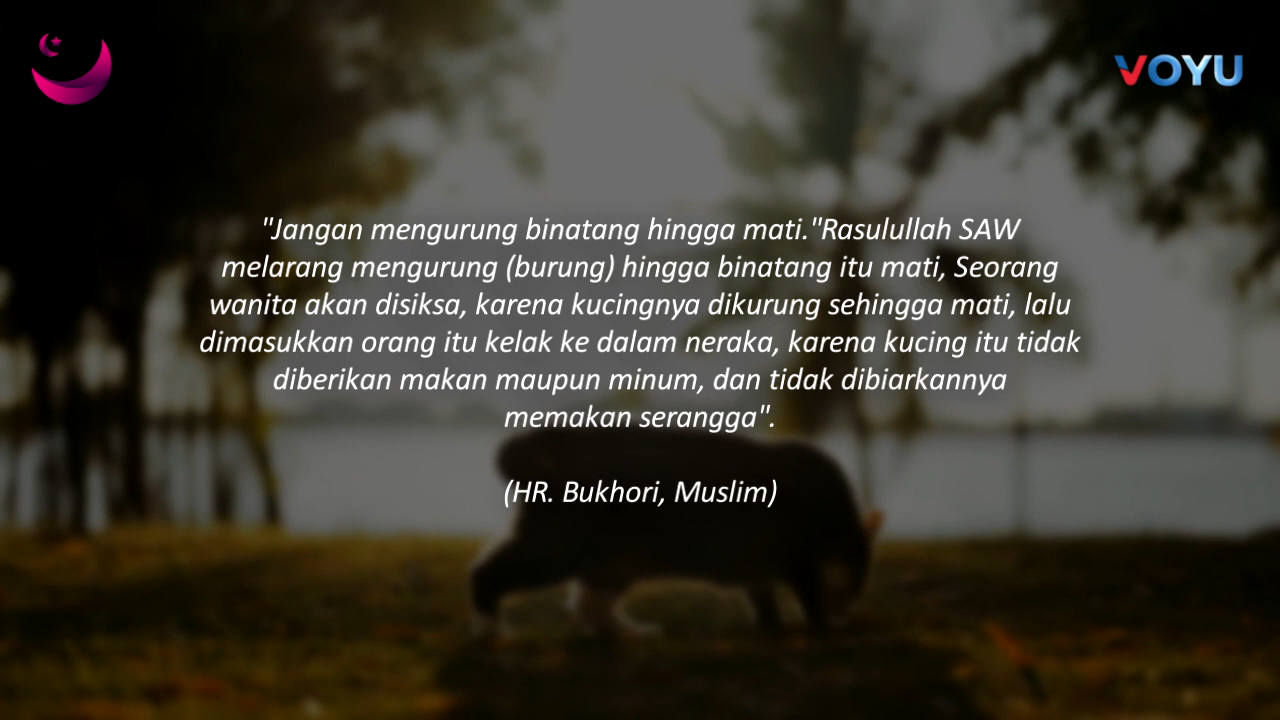 VOYU
"Jangan mengurung binatang hingga mati."Rasulullah SAW
melarang mengurung (burung) hingga binatang itu mati, Seorang
wanita akan disiksa, karena kucingnya dikurung sehingga mati, lalu
dimasukkan orang itu kelak ke dalam neraka, karena kucing itu tidak
diberikan makan maupun minum, dan tidak dibiarkannya
memakan serangga".
(HR. Bukhori, Muslim)